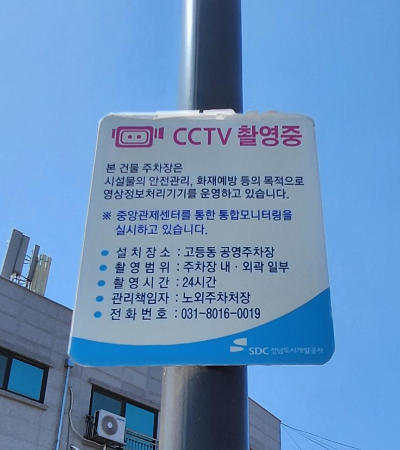 CCTV 촬영중
본 건물 주차장은
시설물의 안전관리, 화재예방 등의 목적으로
영상정보처리기기를 운영하고 있습니다.
※ 중앙관제센터를 통한 통합모니터링을
실시하고 있습니다.
● 설 치 장 소 : 고등동 공영주차장
● 촬 영 범 위 : 주차장 내 · 외곽 일부
● 촬 영 시 간 : 24시간
● 관리책임자 : 노외주차처장
● 전 화 번 호 : 031-8016-0019
SDC 성남도시개발공사